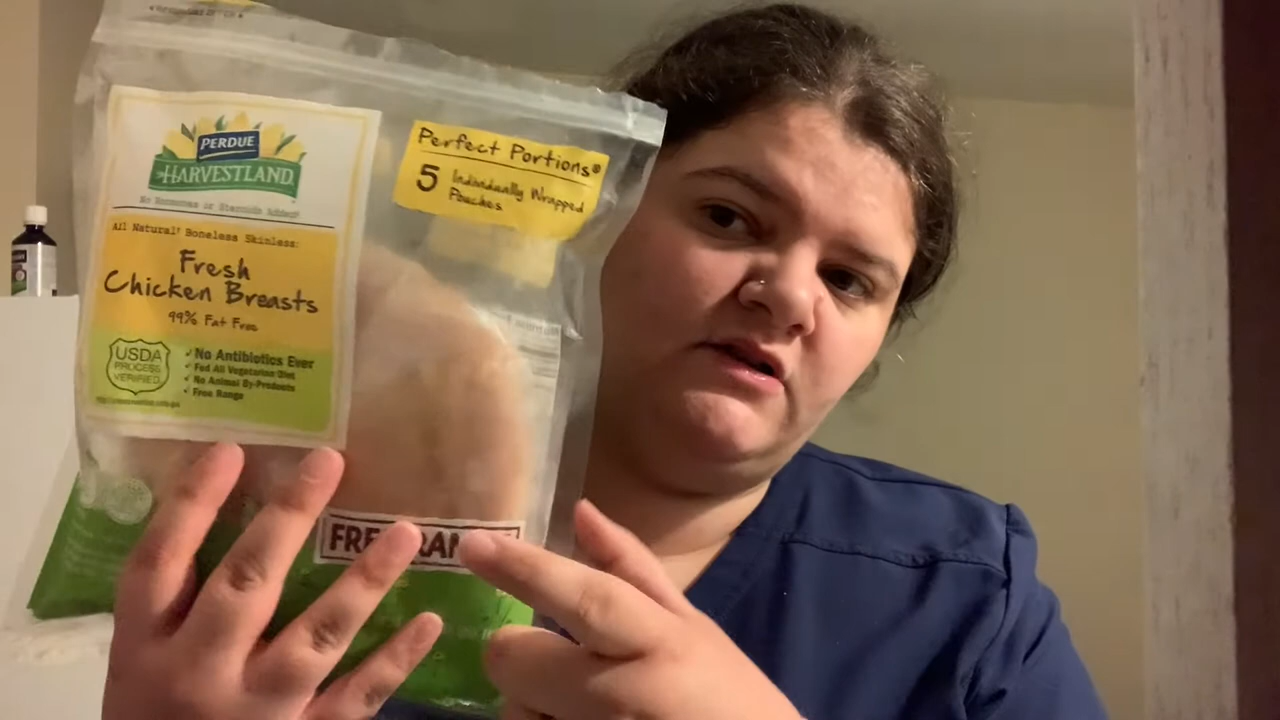 PERDUE
HARVESTLAND
No Hormones or Steroids Added!
All Natural! Boneless Skinless:
Fresh
Chicken Breasts
99% Fat Free
USDA
PROCESS
VERIFIED
✓ No Antibiotics Ever
✓ Fed All Vegetarian Diet
✓ No Animal By-Products
✓ Free Range
Perfect Portions®
5 Individually Wrapped
Pouches